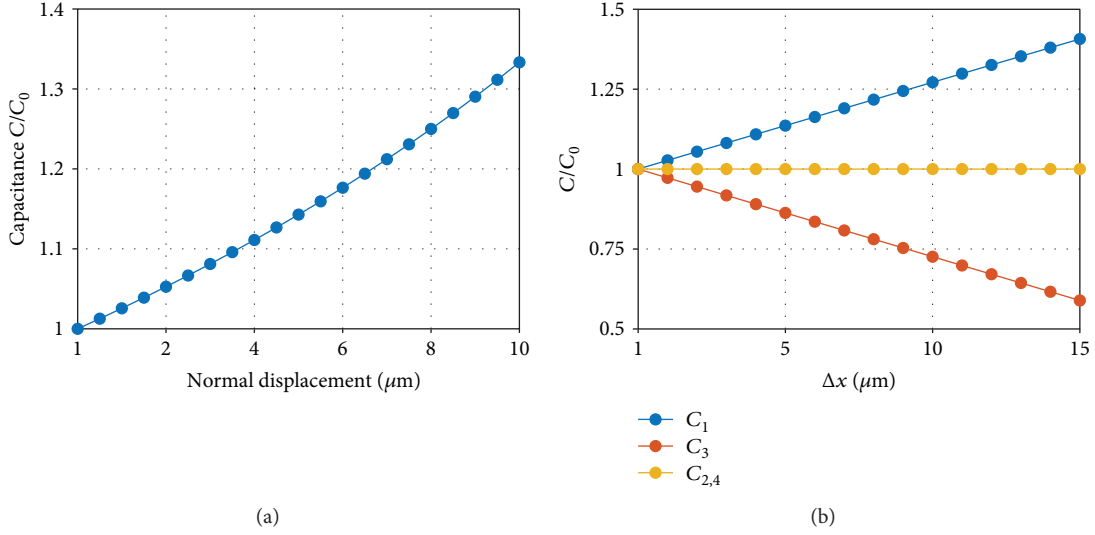 1.4
1.3
1.2
1.1
1
Capacitance C/C0
1 2 4 6 8 10
Normal displacement (μm)
(a)
1.5
1.25
1
0.75
0.5
C/C0
1 5 10 15
Δx (μm)
C1
C3
C2,4
(b)